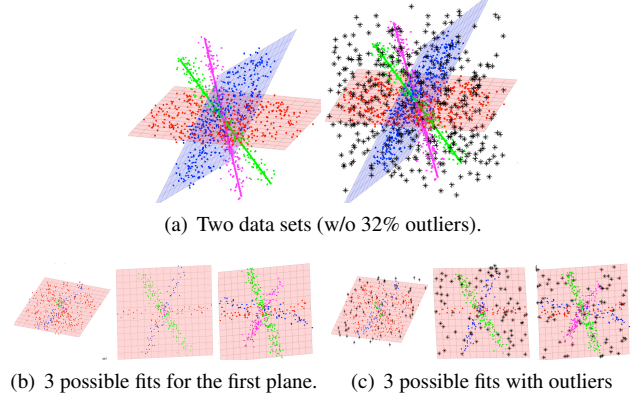 (a) Two data sets (w/o 32% outliers).
(b) 3 possible fits for the first plane.
(c) 3 possible fits with outliers